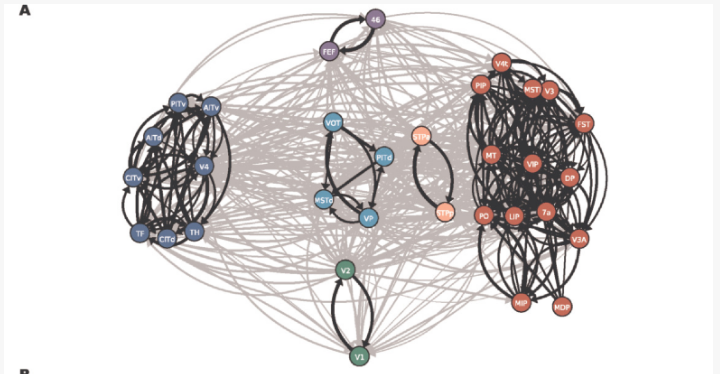 A
46
FEF
V4t
PIP
MSTl
V3
FST
MT
VIP
DP
PO
LIP
7a
V3A
MIP
MDP
PITv
AITv
AITd
CITv
V4
TF
CITd
TH
VOT
PITd
MSTd
VP
STPa
STPp
V2
V1